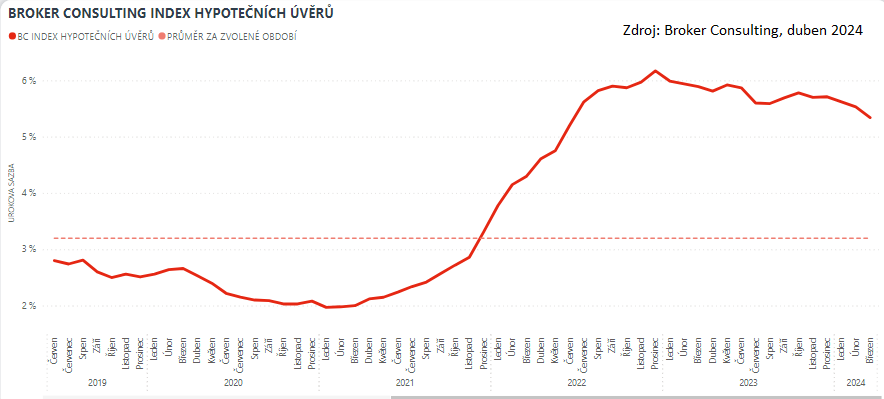 BROKER CONSULTING INDEX HYPOTEČNÍCH ÚVĚRŮ
Zdroj: Broker Consulting, duben 2024
BC INDEX HYPOTEČNÍCH ÚVĚRŮ PRŮMĚR ZA ZVOLENÉ OBDOBÍ
ÚROKOVÁ SAZBA
6 %
5 %
4 %
3 %
2 %
Červen Červenec Srpen Září Říjen Listopad Prosinec Leden Únor Březen Duben Květen Červenec Srpen Září Říjen Listopad Prosinec Leden Únor Březen Duben Květen Červen Srpen Září Říjen Listopad Prosinec Leden Únor Březen Duben Květen Červen Červenec Srpen Září Říjen Listopad Prosinec Leden Únor Březen Duben Květen Červen Červenec Srpen Září Říjen Listopad Prosinec Leden Únor Březen
2019 2020 2021 2022 2023 2024